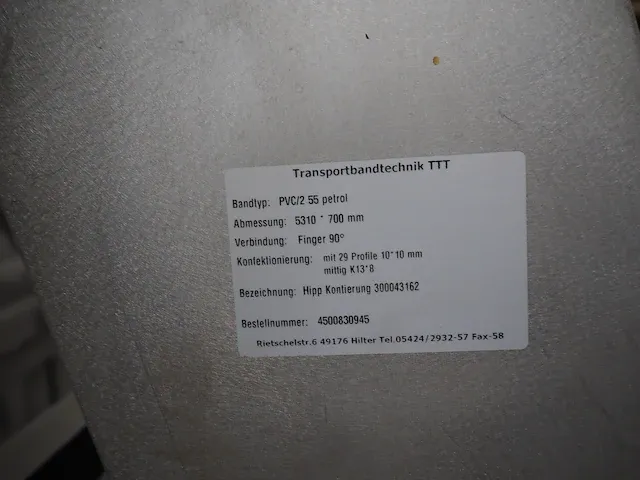 Transportbandtechnik TTT
Bandtyp: PVC/2 55 petrol
Abmessung: 5310 * 700 mm
Verbindung: Finger 90°
Konfektionierung: mit 29 Profile 10*10 mm
mittig K13*8
Bezeichnung: Hipp Kontierung 300043162
Bestellnummer: 4500830945
Rietschelstr.6 49176 Hilter Tel.05424/2932-57 Fax-58